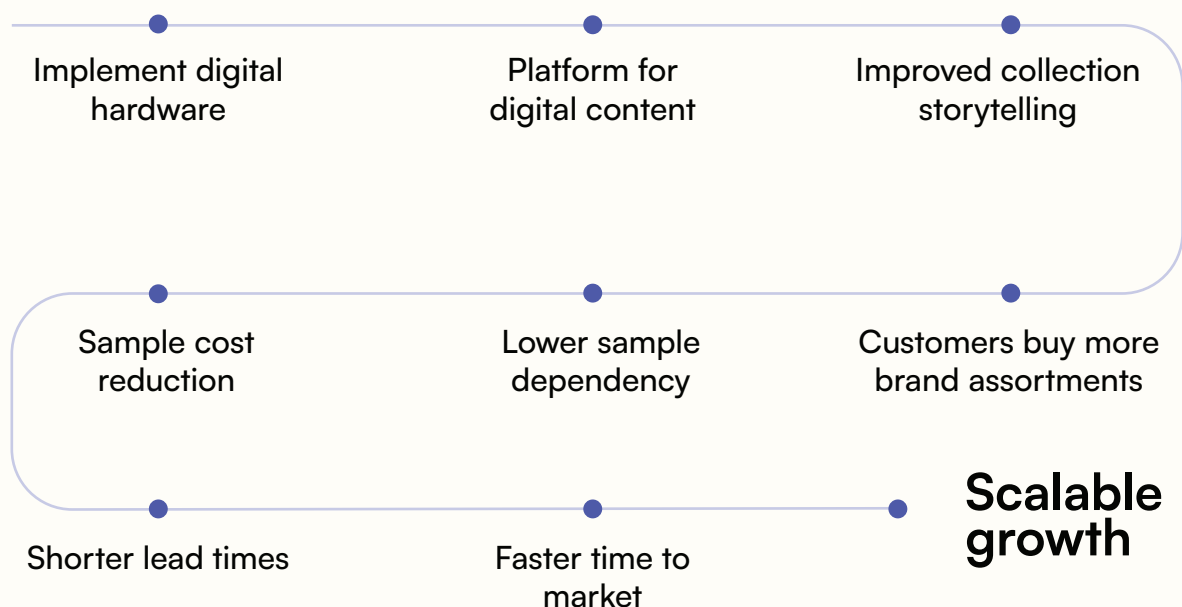 Implement digital
hardware
Platform for
digital content
Improved collection
storytelling
Customers buy more
brand assortments
Lower sample
dependency
Sample cost
reduction
Shorter lead times
Faster time to
market
Scalable
growth